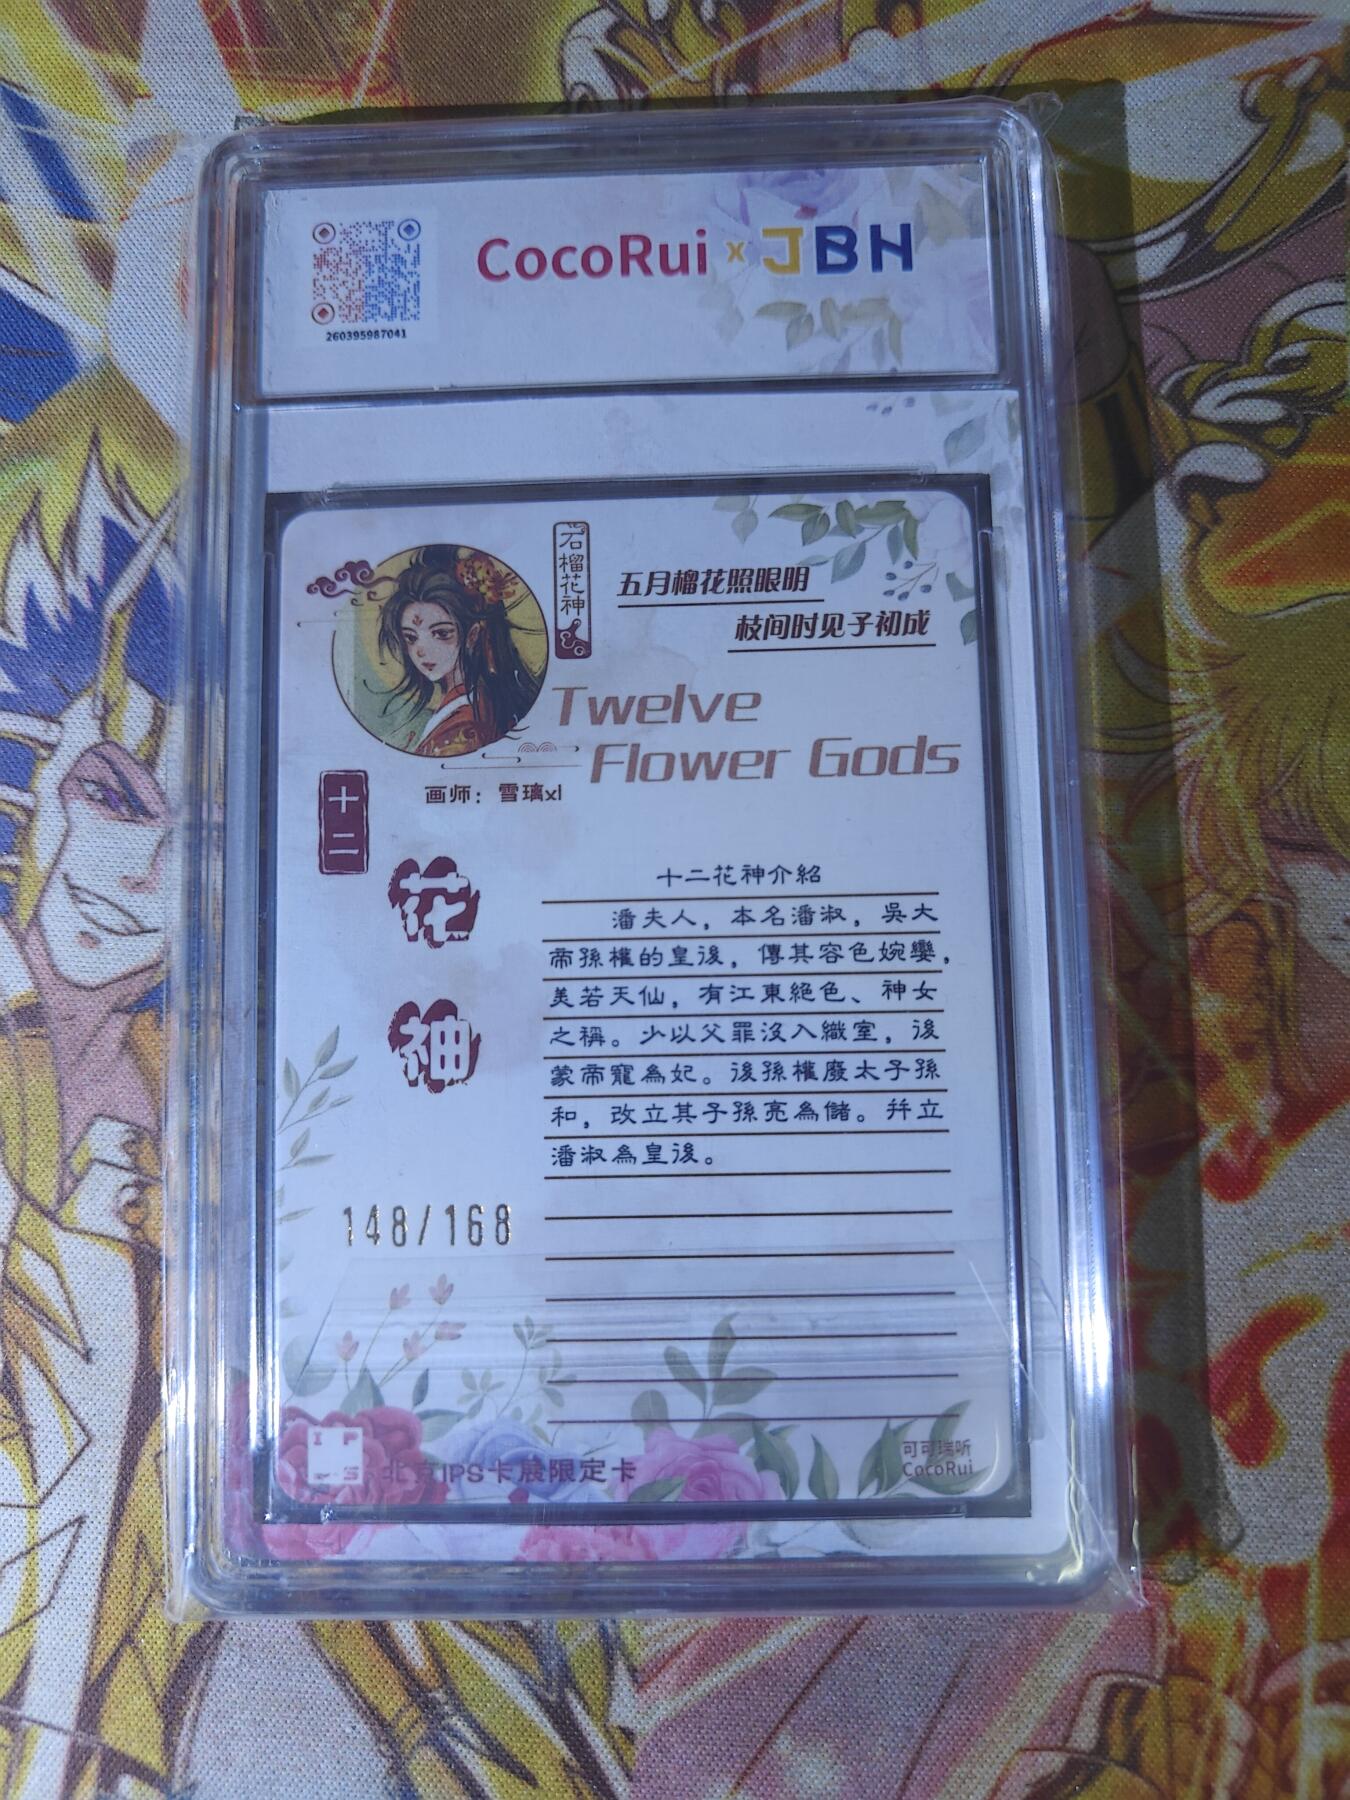 CocoRui x JBH
260395987041
石榴花神
五月榴花照眼明
枝间时见子初成
Twelve
Flower Gods
画师：雪璃xl
十二
花神
十二花神介紹
潘夫人，本名潘淑，吳大
帝孫權的皇後，傳其容色婉孌，
美若天仙，有江東絕色、神女
之稱。少以父罪沒入織室，後
蒙帝寵為妃。後孫權廢太子孫
和，改立其子孫亮為儲。并立
潘淑為皇後。
148/168
北京IPS卡展限定卡
可可瑞听
CocoRui